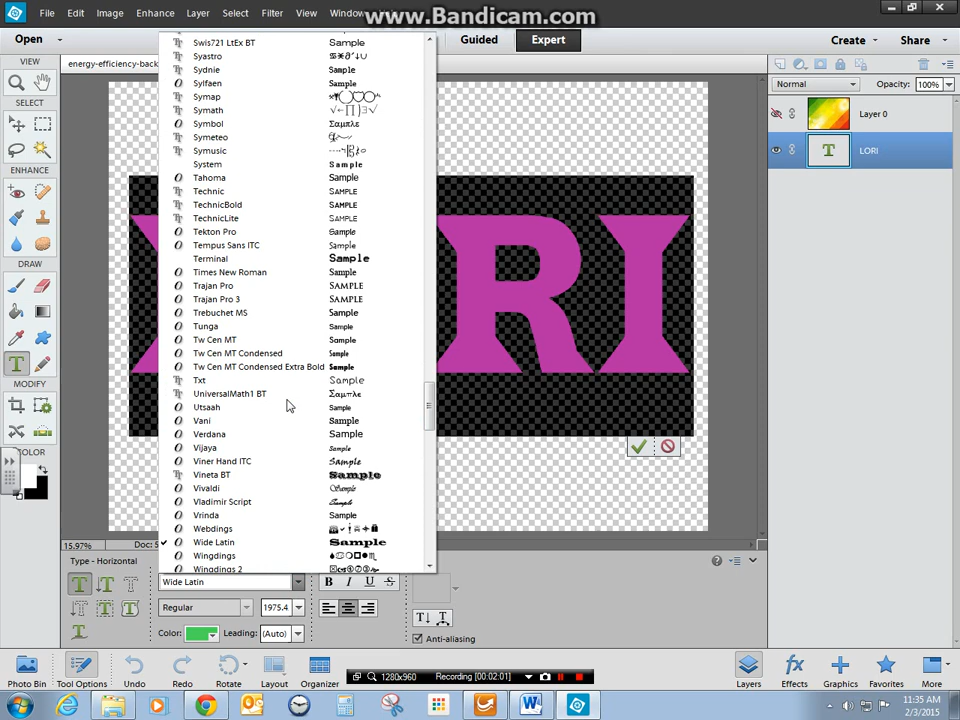 www.Bandicam.com
File Edit Image Enhance Layer Select Filter View Window
Open Guided Expert Create Share
energy-efficiency-back
VIEW
SELECT
ENHANCE
DRAW
MODIFY
COLOR
Swis721 LtEx BT Sample
Syastro
Sydnie Sample
Sylfaen Sample
Symap
Symath
Symbol Σαμπλε
Symeteo
Symusic
System Sample
Tahoma Sample
Technic SAMPLE
TechnicBold SAMPLE
TechnicLite SAMPLE
Tekton Pro Sample
Tempus Sans ITC Sample
Terminal Sample
Times New Roman Sample
Trajan Pro SAMPLE
Trajan Pro 3 SAMPLE
Trebuchet MS Sample
Tunga Sample
Tw Cen MT Sample
Tw Cen MT Condensed Sample
Tw Cen MT Condensed Extra Bold Sample
Txt Sample
UniversalMath1 BT Σαμπλε
Utsaah Sample
Vani Sample
Verdana Sample
Vijaya Sample
Viner Hand ITC Sample
Vineta BT Sample
Vivaldi Sample
Vladimir Script Sample
Vrinda Sample
Webdings
Wide Latin Sample
Wingdings
Wingdings 2
RI
Normal Opacity: 100%
Layer 0
LORI
15.97% Doc: 5
Type - Horizontal
Wide Latin
Regular 1975.4
Color: Leading: (Auto)
B I U S
Anti-aliasing
Photo Bin Tool Options Undo Redo Rotate Layout Organizer
1280x960 Recording [00:02:01]
Layers Effects Graphics Favorites More
11:35 AM
2/3/2015